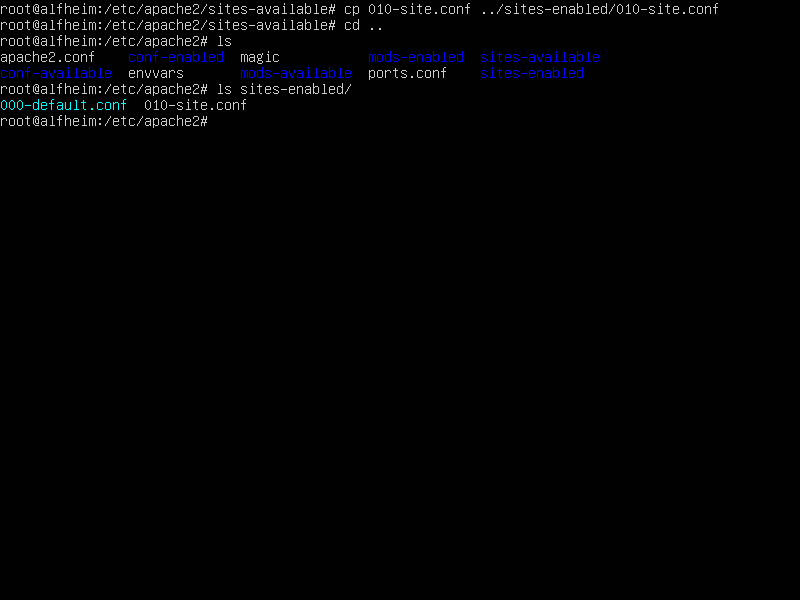 root@alfheim:/etc/apache2/sites-available# cp 010-site.conf ../sites-enabled/010-site.conf
root@alfheim:/etc/apache2/sites-available# cd ..
root@alfheim:/etc/apache2# ls
apache2.conf    conf-enabled  magic           mods-enabled  sites-available
conf-available  envvars       mods-available  ports.conf    sites-enabled
root@alfheim:/etc/apache2# ls sites-enabled/
000-default.conf  010-site.conf
root@alfheim:/etc/apache2#